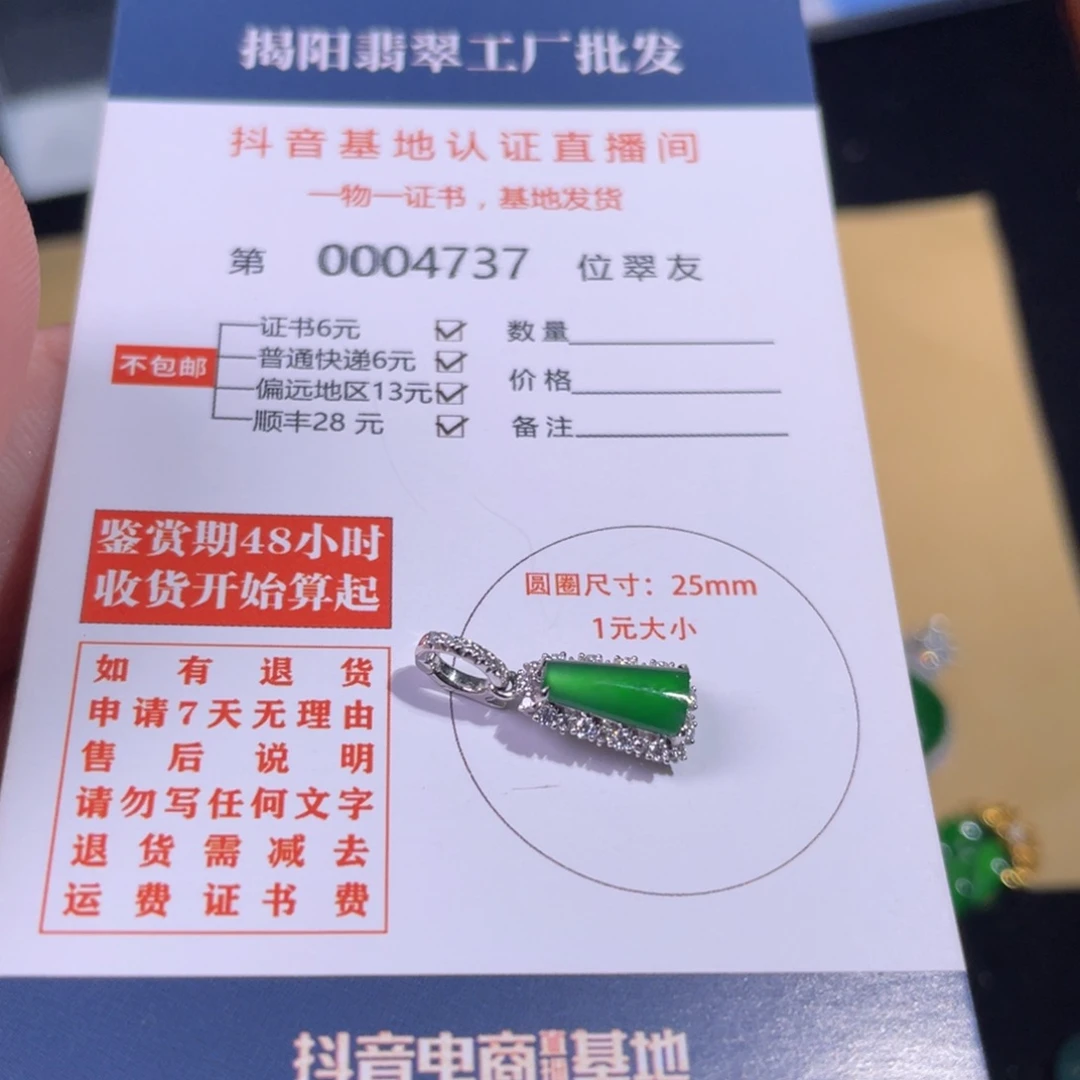 揭阳翡翠工厂批发
抖音基地认证直播间
一物一证书，基地发货
第 0004737 位翠友
不包邮
证书6元
普通快递6元
偏远地区13元
顺丰28 元
数量
价格
备注
鉴赏期48小时
收货开始算起
圆圈尺寸：25mm
1元大小
如有退货
申请7天无理由
售后说明
请勿写任何文字
退货需减去
运费证书费
抖音电商直播基地